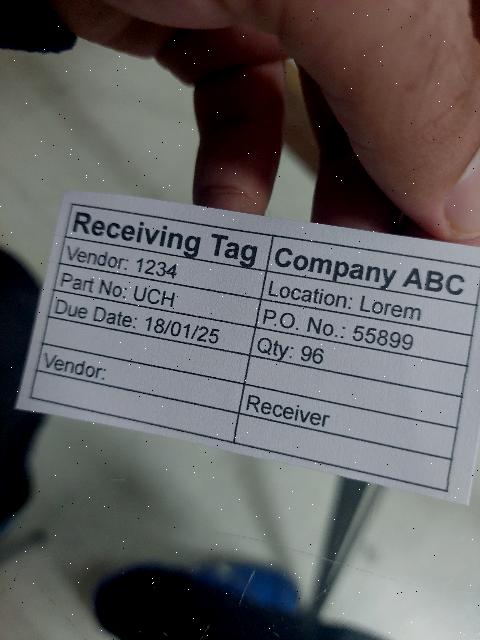 Receiving Tag Company ABC
Vendor: 1234 Location: Lorem
Part No: UCH P.O. No.: 55899
Due Date: 18/01/25 Qty: 96
Vendor: Receiver